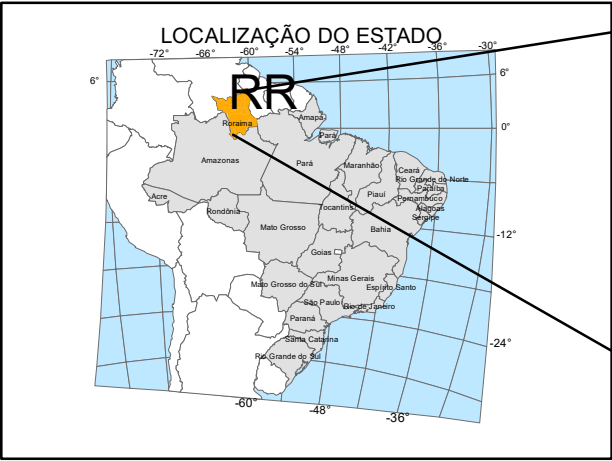 LOCALIZAÇÃO DO ESTADO
-72° -66° -60° -54° -48° -42° -36° -30°
6° 6°
RR
Roraima
Amapá
0°
Pará
Amazonas
Pará
Maranhão
Ceará
Rio Grande do Norte
Paraíba
Acre
Piauí
Pernambuco
Rondônia
Tocantins
Alagoas
Sergipe
Mato Grosso
Bahia
-12°
Goias
Minas Gerais
Mato Grosso do Sul
Espírito Santo
São Paulo
Rio de Janeiro
Paraná
Santa Catarina
-24°
Rio Grande do Sul
-60°
-48°
-36°